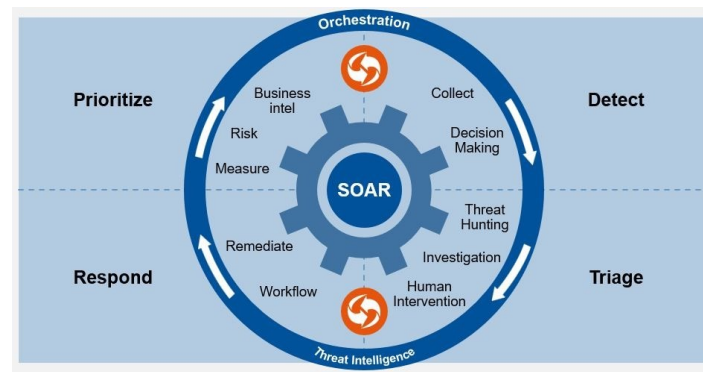 Orchestration
Prioritize
Detect
Business
intel
Collect
Risk
Decision
Making
Measure
SOAR
Threat
Hunting
Remediate
Investigation
Respond
Triage
Workflow
Human
Intervention
Threat Intelligence